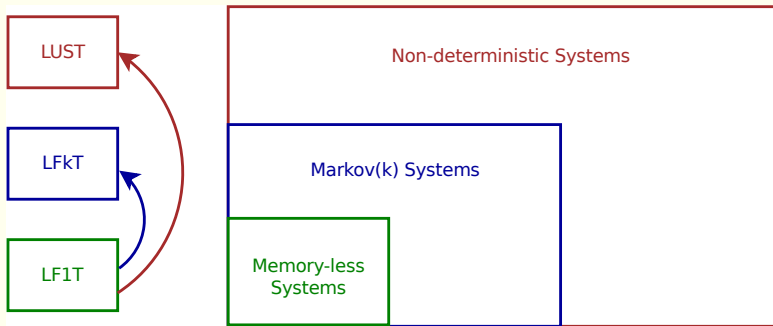 LUST
Non-deterministic Systems
LFkT
Markov(k) Systems
LF1T
Memory-less
Systems